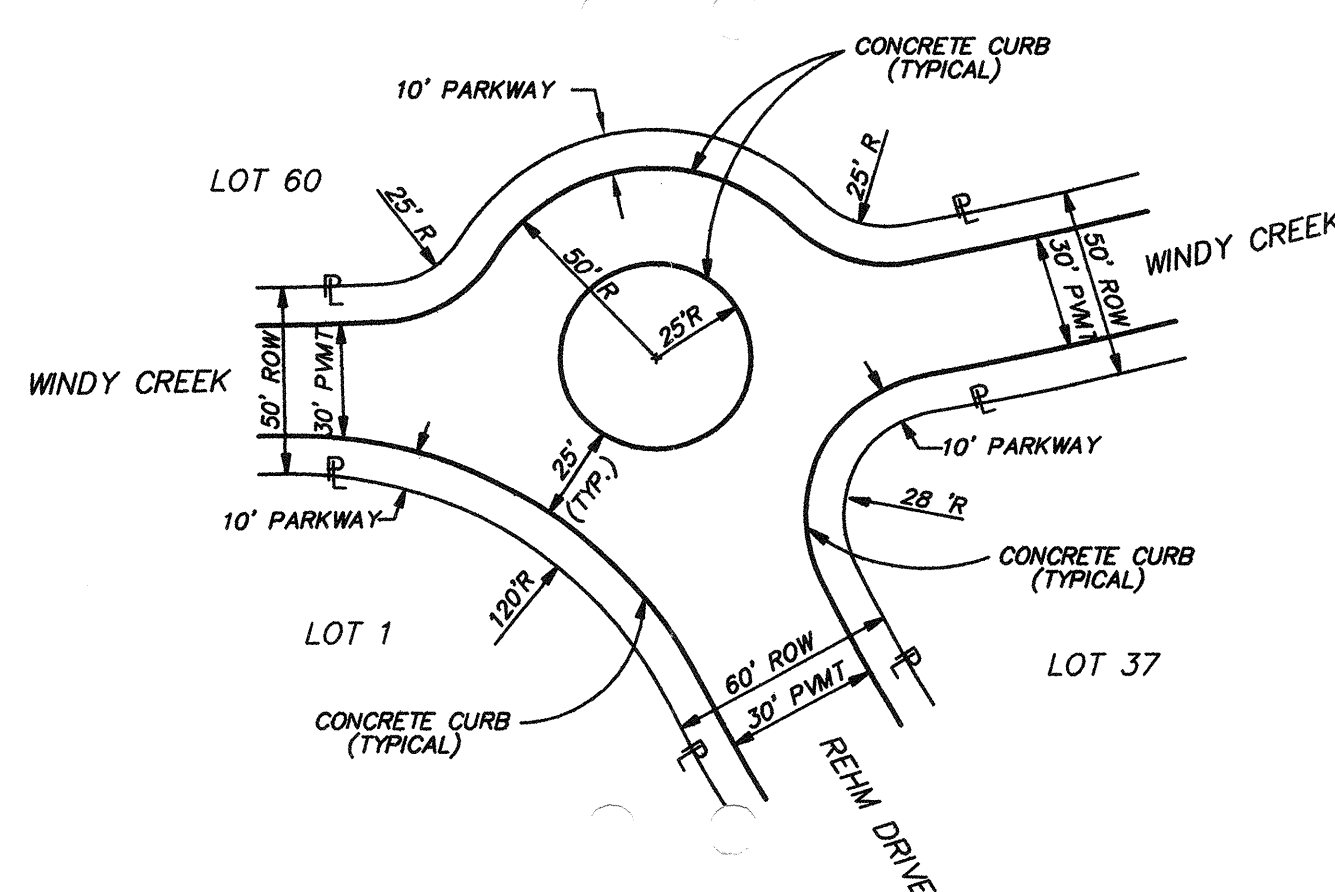 CONCRETE CURB
(TYPICAL)
10' PARKWAY
LOT 60
25' R
25' R
℄
50' R
25'R
℄
50' ROW
30' PVMT
WINDY CREEK
50' ROW
30' PVMT
WINDY CREEK
℄
℄
25'
(TYP.)
10' PARKWAY
10' PARKWAY
28 'R
CONCRETE CURB
(TYPICAL)
120'R
LOT 1
LOT 37
60' ROW
30' PVMT
℄
℄
CONCRETE CURB
(TYPICAL)
REHM DRIVE